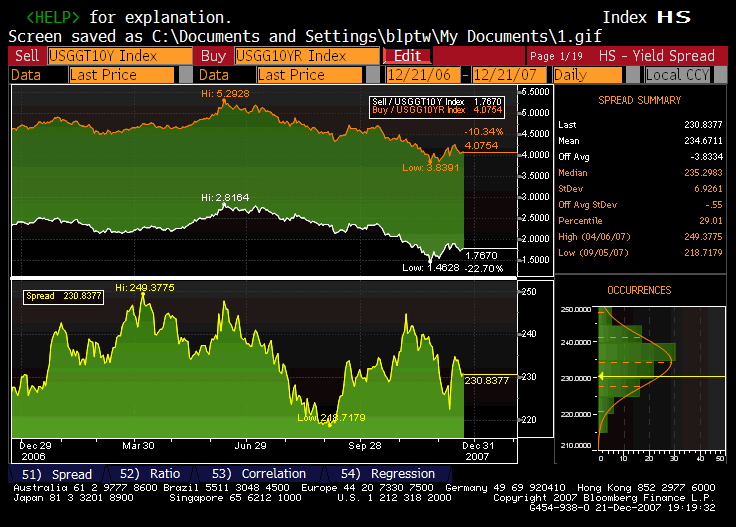 <HELP> for explanation. Index HS
Screen saved as C:\Documents and Settings\blptw\My Documents\1.gif
Sell USGGT10Y Index Buy USGG10YR Index Edit Page 1/19 HS - Yield Spread
Data Last Price Data Last Price 12/21/06 - 12/21/07 Daily Local CCY
Hi: 5.2928
Sell / USGGT10Y Index 1.7670
Buy / USGG10YR Index 4.0754
-10.34%
4.0754
Low: 3.8391
Hi: 2.8164
1.7670
Low: 1.4628
-22.70%
5.5000
5.0000
4.5000
4.0000
3.5000
3.0000
2.5000
2.0000
1.5000
SPREAD SUMMARY
Last 230.8377
Mean 234.6711
Off Avg -3.8334
Median 235.2983
StDev 6.9261
Off Avg StDev -.55
Percentile 29.01
High (04/06/07) 249.3775
Low (09/05/07) 218.7179
Hi: 249.3775
Spread 230.8377
230.8377
Low: 218.7179
250
240
230
220
Dec 29 Mar 30 Jun 29 Sep 28 Dec 31
2006 2007
OCCURRENCES
250.0000
240.0000
230.0000
220.0000
210.0000
0 10 20 30 40 50
51) Spread 52) Ratio 53) Correlation 54) Regression
Australia 61 2 9777 8600 Brazil 5511 3048 4500 Europe 44 20 7330 7500 Germany 49 69 920410 Hong Kong 852 2977 6000
Japan 81 3 3201 8900 Singapore 65 6212 1000 U.S. 1 212 318 2000 Copyright 2007 Bloomberg Finance L.P.
G454-938-0 21-Dec-2007 19:19:32